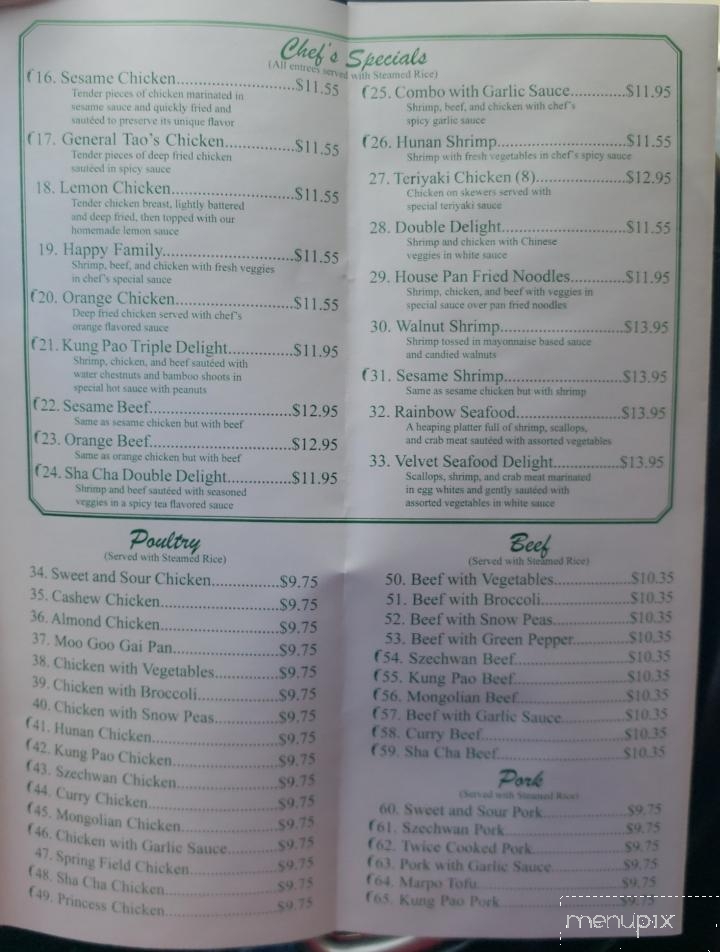 Chef's Specials
(All entrees served with Steamed Rice)
16. Sesame Chicken..............................$11.55
Tender pieces of chicken marinated in
sesame sauce and quickly fried and
sautéed to preserve its unique flavor
17. General Tao's Chicken....................$11.55
Tender pieces of deep fried chicken
sautéed in spicy sauce
18. Lemon Chicken..............................$11.55
Tender chicken breast, lightly battered
and deep fried, then topped with our
homemade lemon sauce
19. Happy Family................................$11.55
Shrimp, beef, and chicken with fresh veggies
in chef's special sauce
20. Orange Chicken.............................$11.55
Deep fried chicken served with chef's
orange flavored sauce
21. Kung Pao Triple Delight.................$11.95
Shrimp, chicken, and beef sautéed with
water chestnuts and bamboo shoots in
special hot sauce with peanuts
22. Sesame Beef..................................$12.95
Same as sesame chicken but with beef
23. Orange Beef..................................$12.95
Same as orange chicken but with beef
24. Sha Cha Double Delight.................$11.95
Shrimp and beef sautéed with seasoned
veggies in a spicy tea flavored sauce
25. Combo with Garlic Sauce............$11.95
Shrimp, beef, and chicken with chef's
spicy garlic sauce
26. Hunan Shrimp...........................$11.55
Shrimp with fresh vegetables in chef's spicy sauce
27. Teriyaki Chicken (8)...................$12.95
Chicken on skewers served with
special teriyaki sauce
28. Double Delight..........................$11.55
Shrimp and chicken with Chinese
veggies in white sauce
29. House Pan Fried Noodles............$11.95
Shrimp, chicken, and beef with veggies in
special sauce over pan fried noodles
30. Walnut Shrimp...........................$13.95
Shrimp tossed in mayonnaise based sauce
and candied walnuts
31. Sesame Shrimp..........................$13.95
Same as sesame chicken but with shrimp
32. Rainbow Seafood.......................$13.95
A heaping platter full of shrimp, scallops,
and crab meat sautéed with assorted vegetables
33. Velvet Seafood Delight...............$13.95
Scallops, shrimp, and crab meat marinated
in egg whites and gently sautéed with
assorted vegetables in white sauce
Poultry
(Served with Steamed Rice)
34. Sweet and Sour Chicken..............$9.75
35. Cashew Chicken.........................$9.75
36. Almond Chicken.........................$9.75
37. Moo Goo Gai Pan......................$9.75
38. Chicken with Vegetables.............$9.75
39. Chicken with Broccoli.................$9.75
40. Chicken with Snow Peas.............$9.75
41. Hunan Chicken..........................$9.75
42. Kung Pao Chicken.....................$9.75
43. Szechwan Chicken.....................$9.75
44. Curry Chicken...........................$9.75
45. Mongolian Chicken....................$9.75
46. Chicken with Garlic Sauce..........$9.75
47. Spring Field Chicken..................$9.75
48. Sha Cha Chicken.......................$9.75
49. Princess Chicken.......................$9.75
Beef
(Served with Steamed Rice)
50. Beef with Vegetables................$10.35
51. Beef with Broccoli...................$10.35
52. Beef with Snow Peas................$10.35
53. Beef with Green Pepper............$10.35
54. Szechwan Beef........................$10.35
55. Kung Pao Beef.........................$10.35
56. Mongolian Beef.......................$10.35
57. Beef with Garlic Sauce.............$10.35
58. Curry Beef..............................$10.35
59. Sha Cha Beef..........................$10.35
Pork
(Served with Steamed Rice)
60. Sweet and Sour Pork................$9.75
61. Szechwan Pork........................$9.75
62. Twice Cooked Pork..................$9.75
63. Pork with Garlic Sauce.............$9.75
64. Marpo Tofu.............................$9.75
65. Kung Pao Pork........................$9.75
menupix